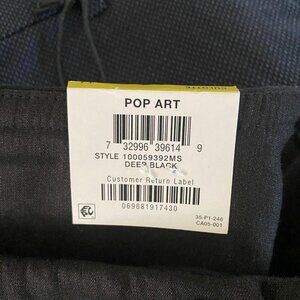 POP ART
7 32996 39614 9
STYLE 100059392MS
DEEP BLACK
Customer Return Label
069881917430
35-P1-246
CA05-001